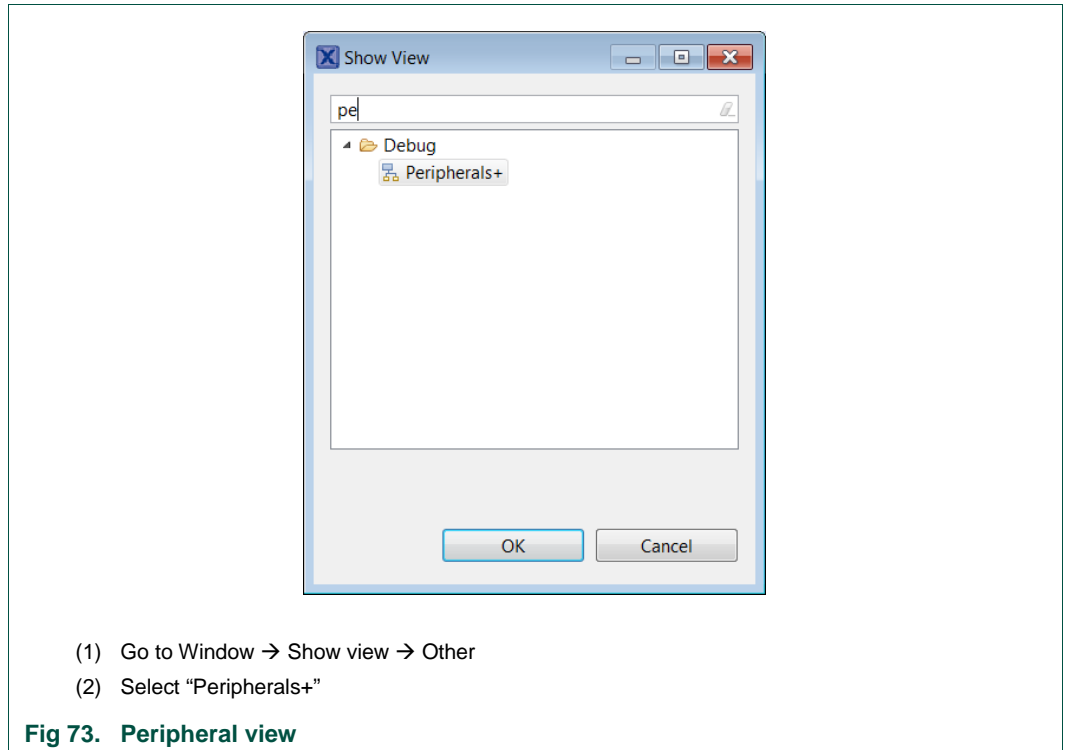 Show View
pe
Debug
Peripherals+
OK Cancel
(1) Go to Window → Show view → Other
(2) Select “Peripherals+”
Fig 73. Peripheral view